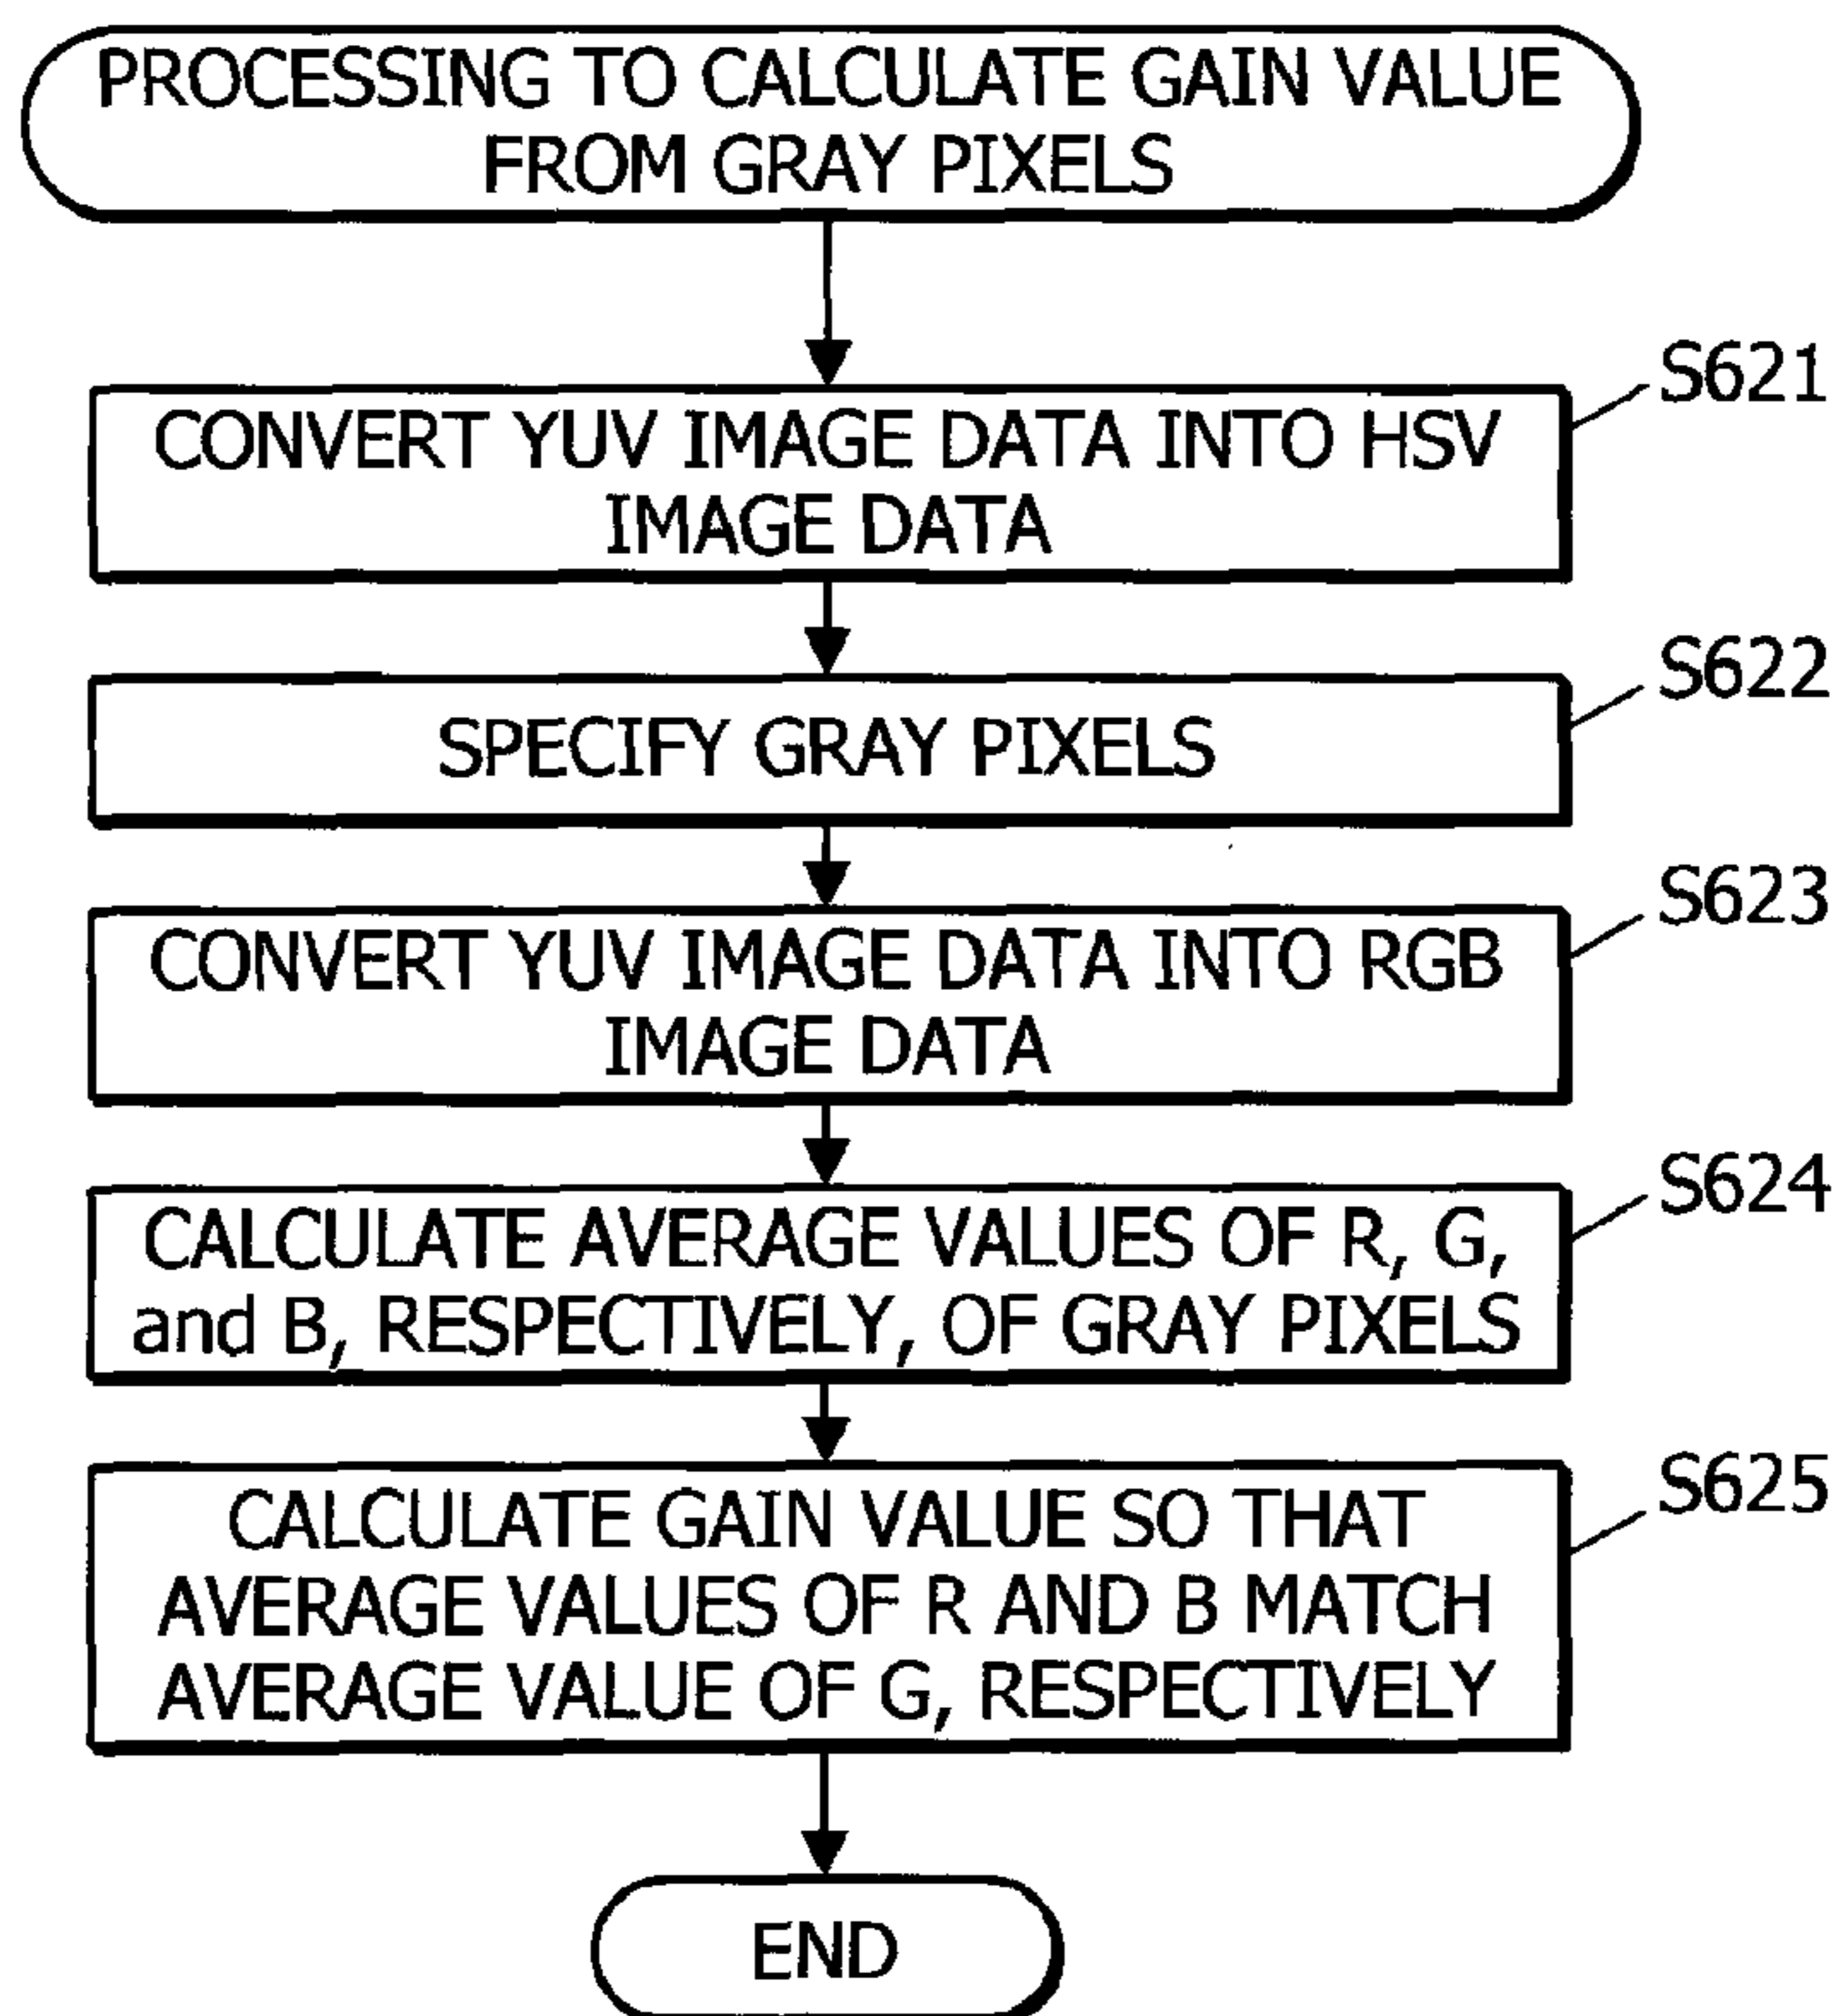 PROCESSING TO CALCULATE GAIN VALUE
FROM GRAY PIXELS
S621
CONVERT YUV IMAGE DATA INTO HSV
IMAGE DATA
S622
SPECIFY GRAY PIXELS
S623
CONVERT YUV IMAGE DATA INTO RGB
IMAGE DATA
S624
CALCULATE AVERAGE VALUES OF R, G,
and B, RESPECTIVELY, OF GRAY PIXELS
S625
CALCULATE GAIN VALUE SO THAT
AVERAGE VALUES OF R AND B MATCH
AVERAGE VALUE OF G, RESPECTIVELY
END